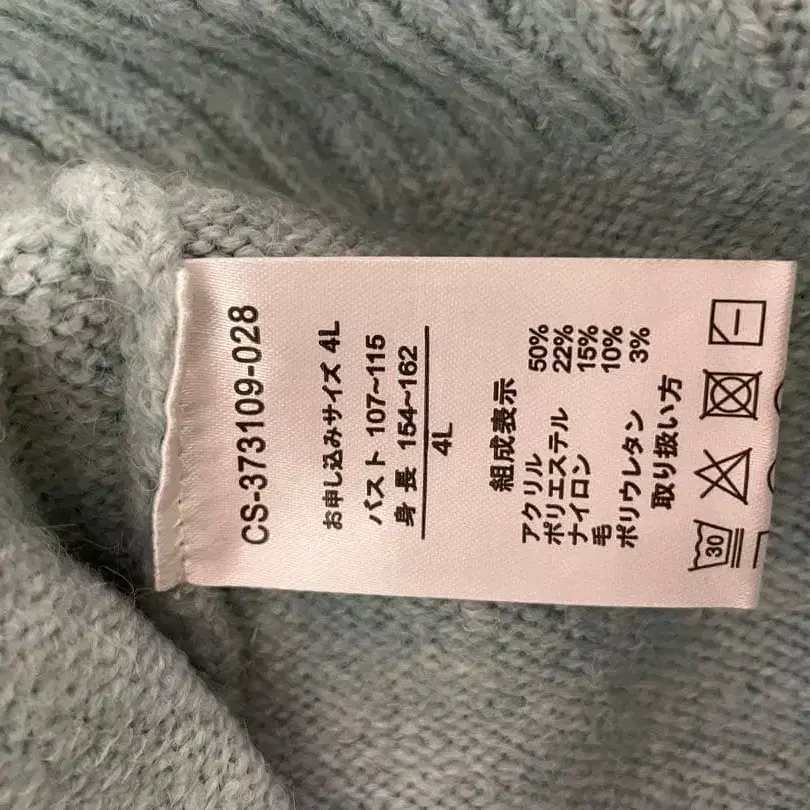 CS-373109-028
お申し込みサイズ 4L
バスト 107~115
身長 154~162
4L
組成表示
アクリル 50%
ポリエステル 22%
ナイロン 15%
毛 10%
ポリウレタン 3%
取り扱い方
30